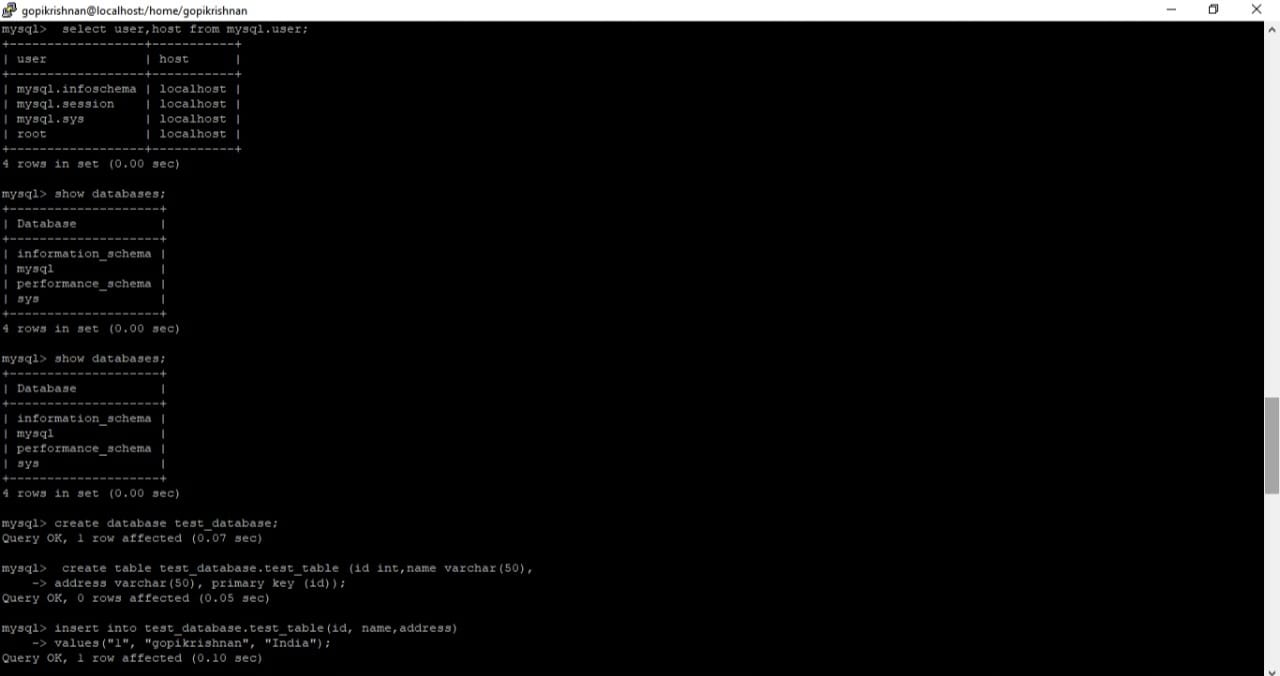 gopikrishnan@localhost:/home/gopikrishnan
mysql>  select user,host from mysql.user;
+------------------+-----------+
| user             | host      |
+------------------+-----------+
| mysql.infoschema | localhost |
| mysql.session    | localhost |
| mysql.sys        | localhost |
| root             | localhost |
+------------------+-----------+
4 rows in set (0.00 sec)
mysql> show databases;
+--------------------+
| Database           |
+--------------------+
| information_schema |
| mysql              |
| performance_schema |
| sys                |
+--------------------+
4 rows in set (0.00 sec)
mysql> show databases;
+--------------------+
| Database           |
+--------------------+
| information_schema |
| mysql              |
| performance_schema |
| sys                |
+--------------------+
4 rows in set (0.00 sec)
mysql> create database test_database;
Query OK, 1 row affected (0.07 sec)
mysql>  create table test_database.test_table (id int,name varchar(50),
    -> address varchar(50), primary key (id));
Query OK, 0 rows affected (0.05 sec)
mysql> insert into test_database.test_table(id, name,address)
    -> values("1", "gopikrishnan", "India");
Query OK, 1 row affected (0.10 sec)